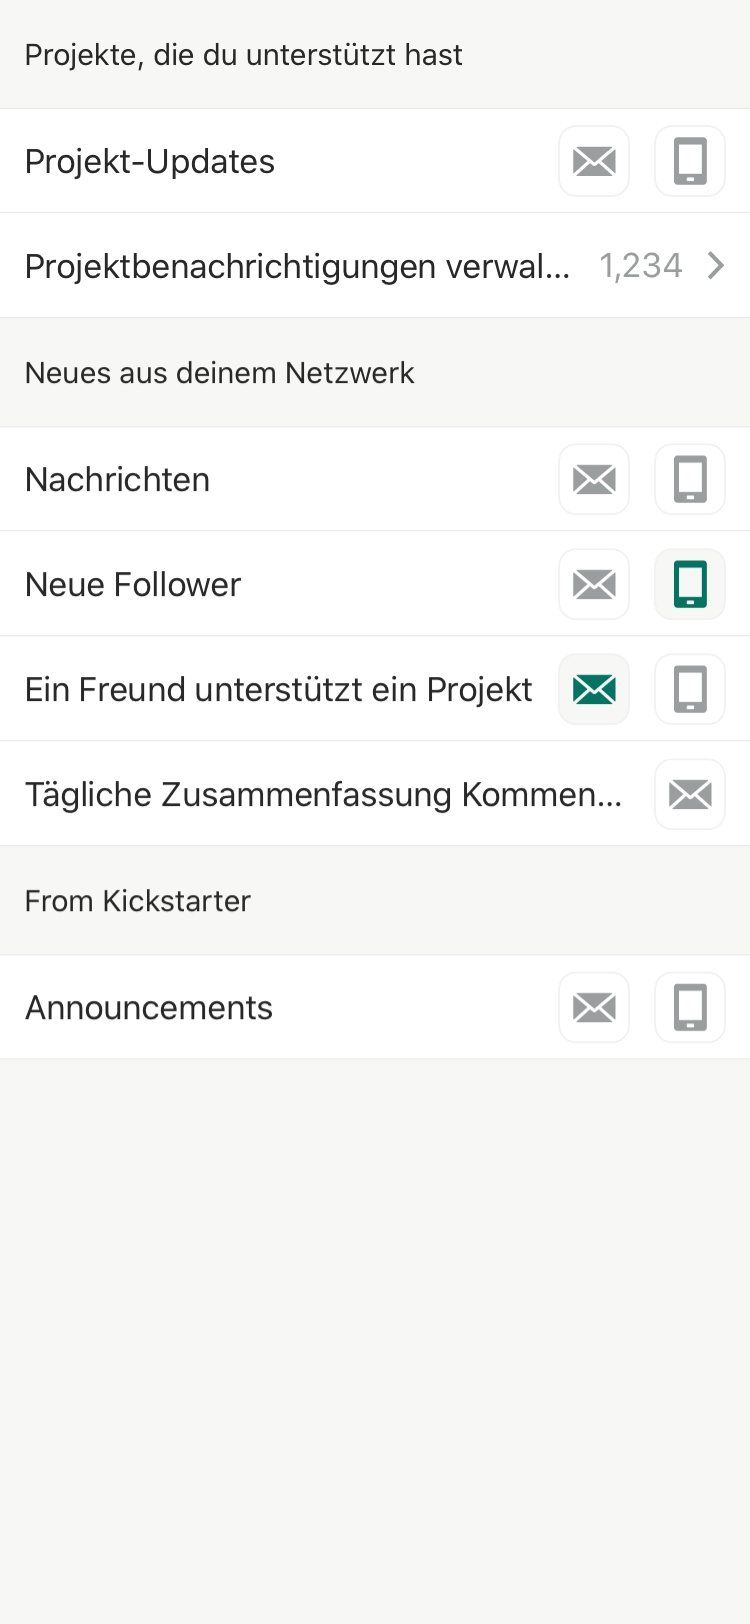 Projekte, die du unterstützt hast
Projekt-Updates
Projektbenachrichtigungen verwal... 1,234
Neues aus deinem Netzwerk
Nachrichten
Neue Follower
Ein Freund unterstützt ein Projekt
Tägliche Zusammenfassung Kommen...
From Kickstarter
Announcements